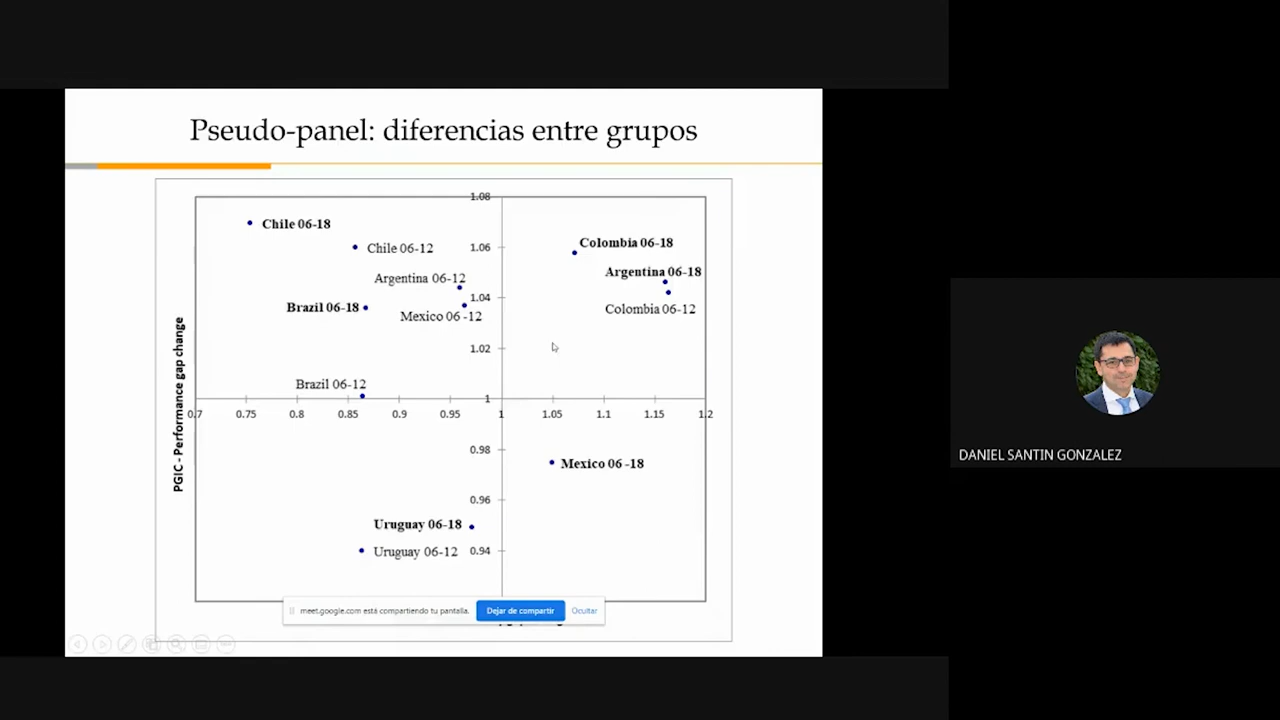 Pseudo-panel: diferencias entre grupos
1.08
Chile 06-18
Colombia 06-18
Chile 06-12
1.06
Argentina 06-18
Argentina 06-12
1.04
Brazil 06-18
Colombia 06-12
Mexico 06 -12
1.02
Brazil 06-12
1
0.7 0.75 0.8 0.85 0.9 0.95 1 1.05 1.1 1.15 1.2
PGIC - Performance gap change
0.98
Mexico 06 -18
0.96
Uruguay 06-18
Uruguay 06-12
0.94
meet.google.com está compartiendo tu pantalla.
Dejar de compartir
Ocultar
DANIEL SANTIN GONZALEZ